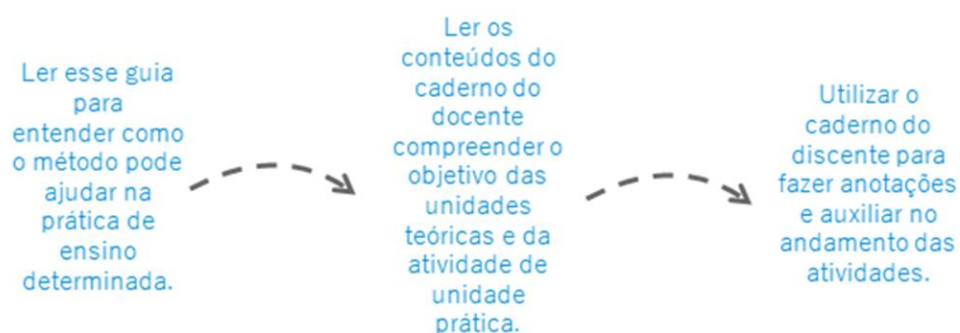 Ler esse guia
para
entender como
o método pode
ajudar na
prática de
ensino
determinada.
Ler os
conteúdos do
caderno do
docente
compreender o
objetivo das
unidades
teóricas e da
atividade de
unidade
prática.
Utilizar o
caderno do
discente para
fazer anotações
e auxiliar no
andamento das
atividades.